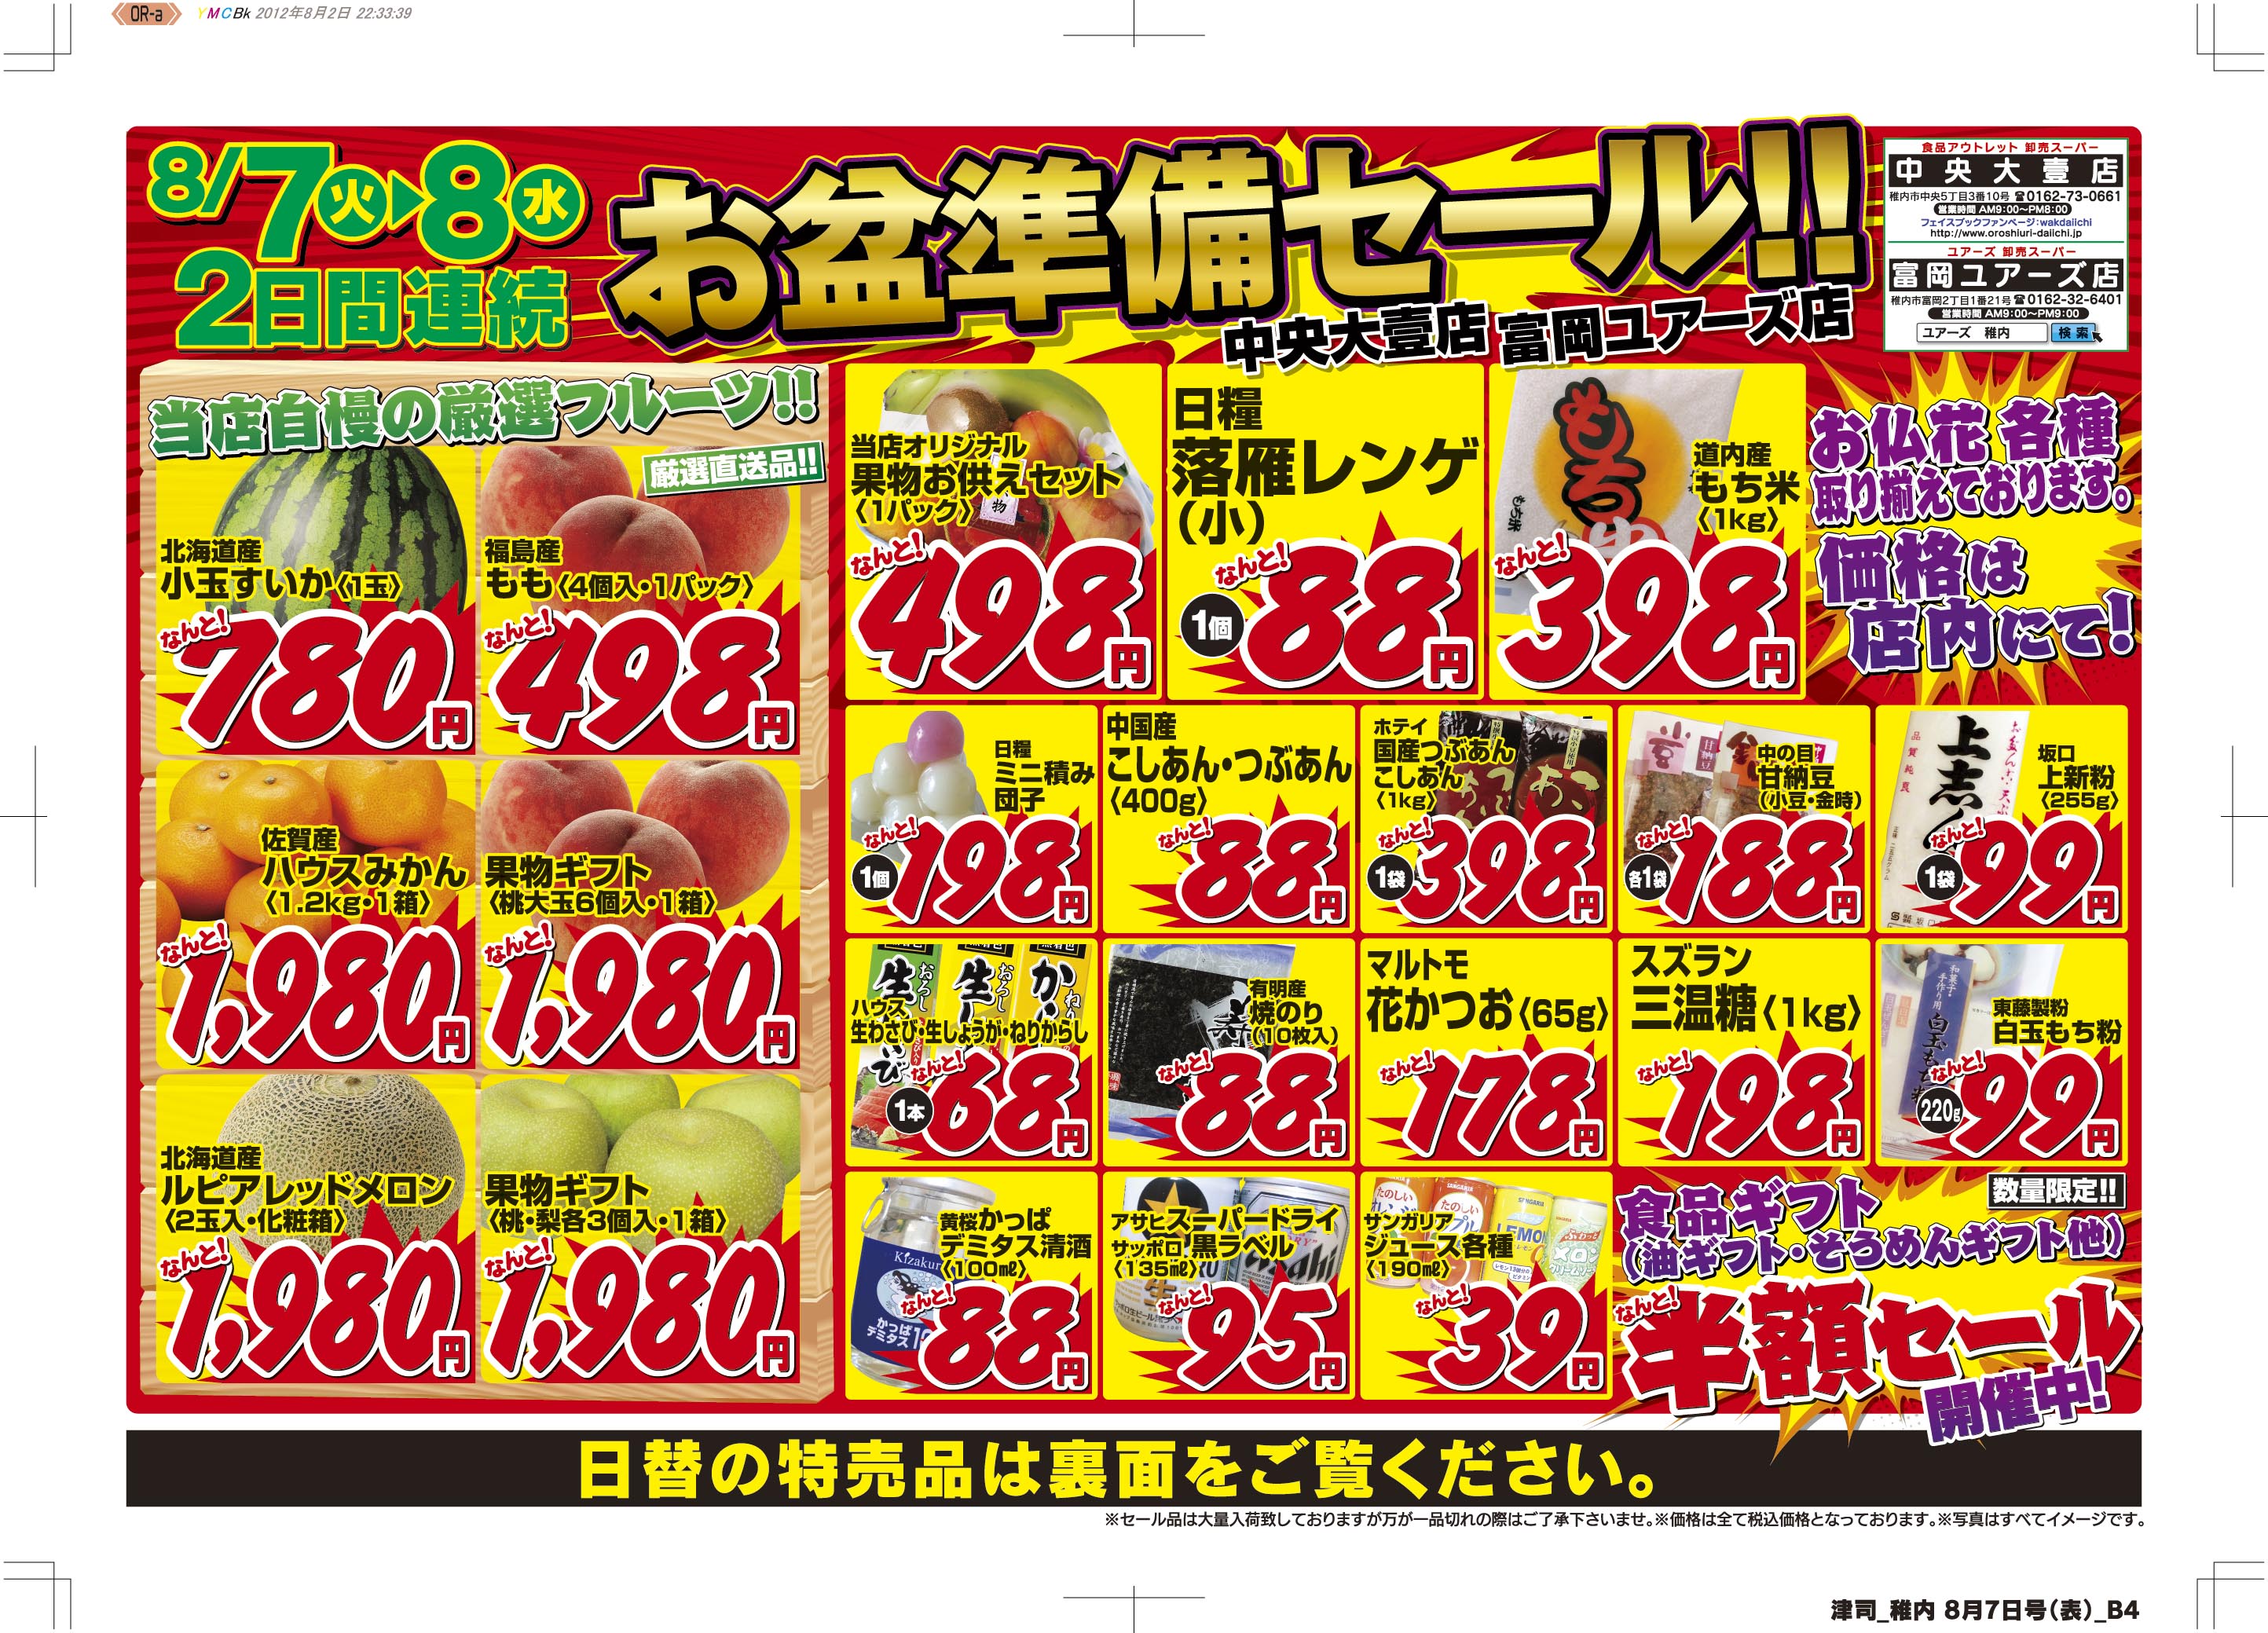 OR-a
YMCBk 2012年8月2日 22:33:39
8/7火▶8水
2日間連続
お盆準備セール!!
中央大壹店 富岡ユアーズ店
食品アウトレット 卸売スーパー
中央大壹店
稚内市中央5丁目3番10号 ☎0162-73-0661
営業時間 AM9:00～PM8:00
フェイスブックファンページ:wakdaiichi
http://www.oroshiuri-daiichi.jp
ユアーズ 卸売スーパー
富岡ユアーズ店
稚内市富岡2丁目1番21号 ☎0162-32-6401
営業時間 AM9:00～PM9:00
ユアーズ 稚内 検索
当店自慢の厳選フルーツ!!
厳選直送品!!
北海道産
小玉すいか〈1玉〉
なんと!
780円
福島産
もも〈4個入・1パック〉
なんと!
498円
佐賀産
ハウスみかん
〈1.2kg・1箱〉
なんと!
1,980円
果物ギフト
〈桃大玉6個入・1箱〉
なんと!
1,980円
北海道産
ルピアレッドメロン
〈2玉入・化粧箱〉
なんと!
1,980円
果物ギフト
〈桃・梨各3個入・1箱〉
なんと!
1,980円
当店オリジナル
果物お供えセット
〈1パック〉
なんと!
498円
日糧
落雁レンゲ
(小)
なんと!
1個 88円
もち米
道内産
もち米
〈1kg〉
なんと!
398円
お仏花 各種
取り揃えております。
価格は
店内にて!
日糧
ミニ積み
団子
なんと!
1個 198円
中国産
こしあん・つぶあん
〈400g〉
なんと!
88円
ホテイ
国産つぶあん
こしあん
〈1kg〉
なんと!
1袋 398円
中の目
甘納豆
(小豆・金時)
なんと!
各1袋 188円
坂口
上新粉
〈255g〉
なんと!
1袋 99円
ハウス
生わさび・生しょうが・ねりからし
なんと!
1本 68円
有明産
焼のり
(10枚入)
なんと!
88円
マルトモ
花かつお〈65g〉
なんと!
178円
スズラン
三温糖〈1kg〉
なんと!
198円
東藤製粉
白玉もち粉
なんと!
220g 99円
黄桜かっぱ
デミタス清酒
〈100㎖〉
なんと!
88円
アサヒスーパードライ
サッポロ黒ラベル
〈135㎖〉
なんと!
95円
サンガリア
ジュース各種
〈190㎖〉
なんと!
39円
数量限定!!
食品ギフト
(油ギフト・そうめんギフト他)
なんと!
半額セール
開催中!
日替の特売品は裏面をご覧ください。
※セール品は大量入荷致しておりますが万が一品切れの際はご了承下さいませ。※価格は全て税込価格となっております。※写真はすべてイメージです。
津司_稚内 8月7日号(表)_B4